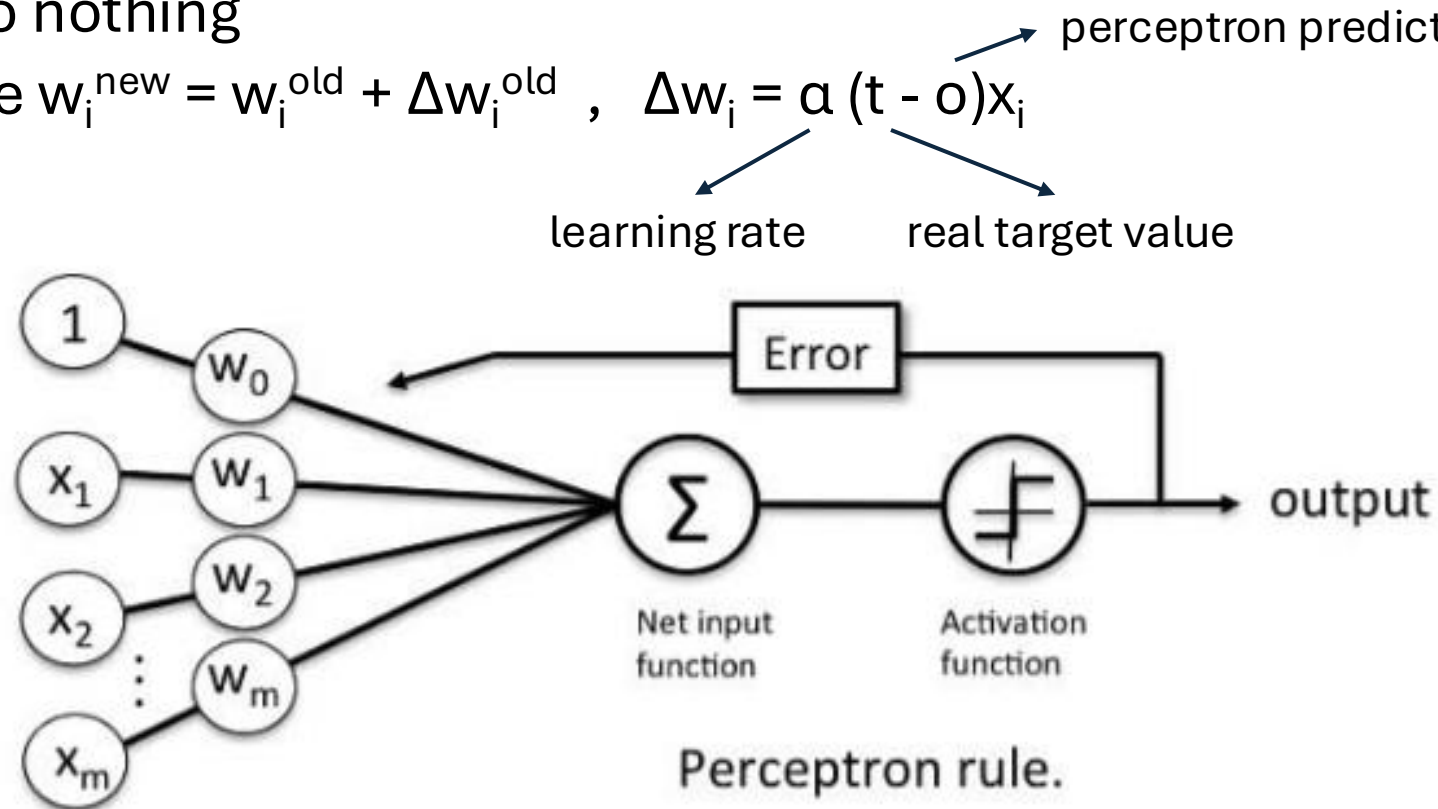 o nothing
perceptron predict
e wᵢⁿᵉʷ = wᵢᵒˡᵈ + Δwᵢᵒˡᵈ , Δwᵢ = α (t - o)xᵢ
learning rate real target value
1
w₀
Error
x₁
w₁
Σ
output
x₂
w₂
Net input function
Activation function
⋮
wₘ
xₘ
Perceptron rule.